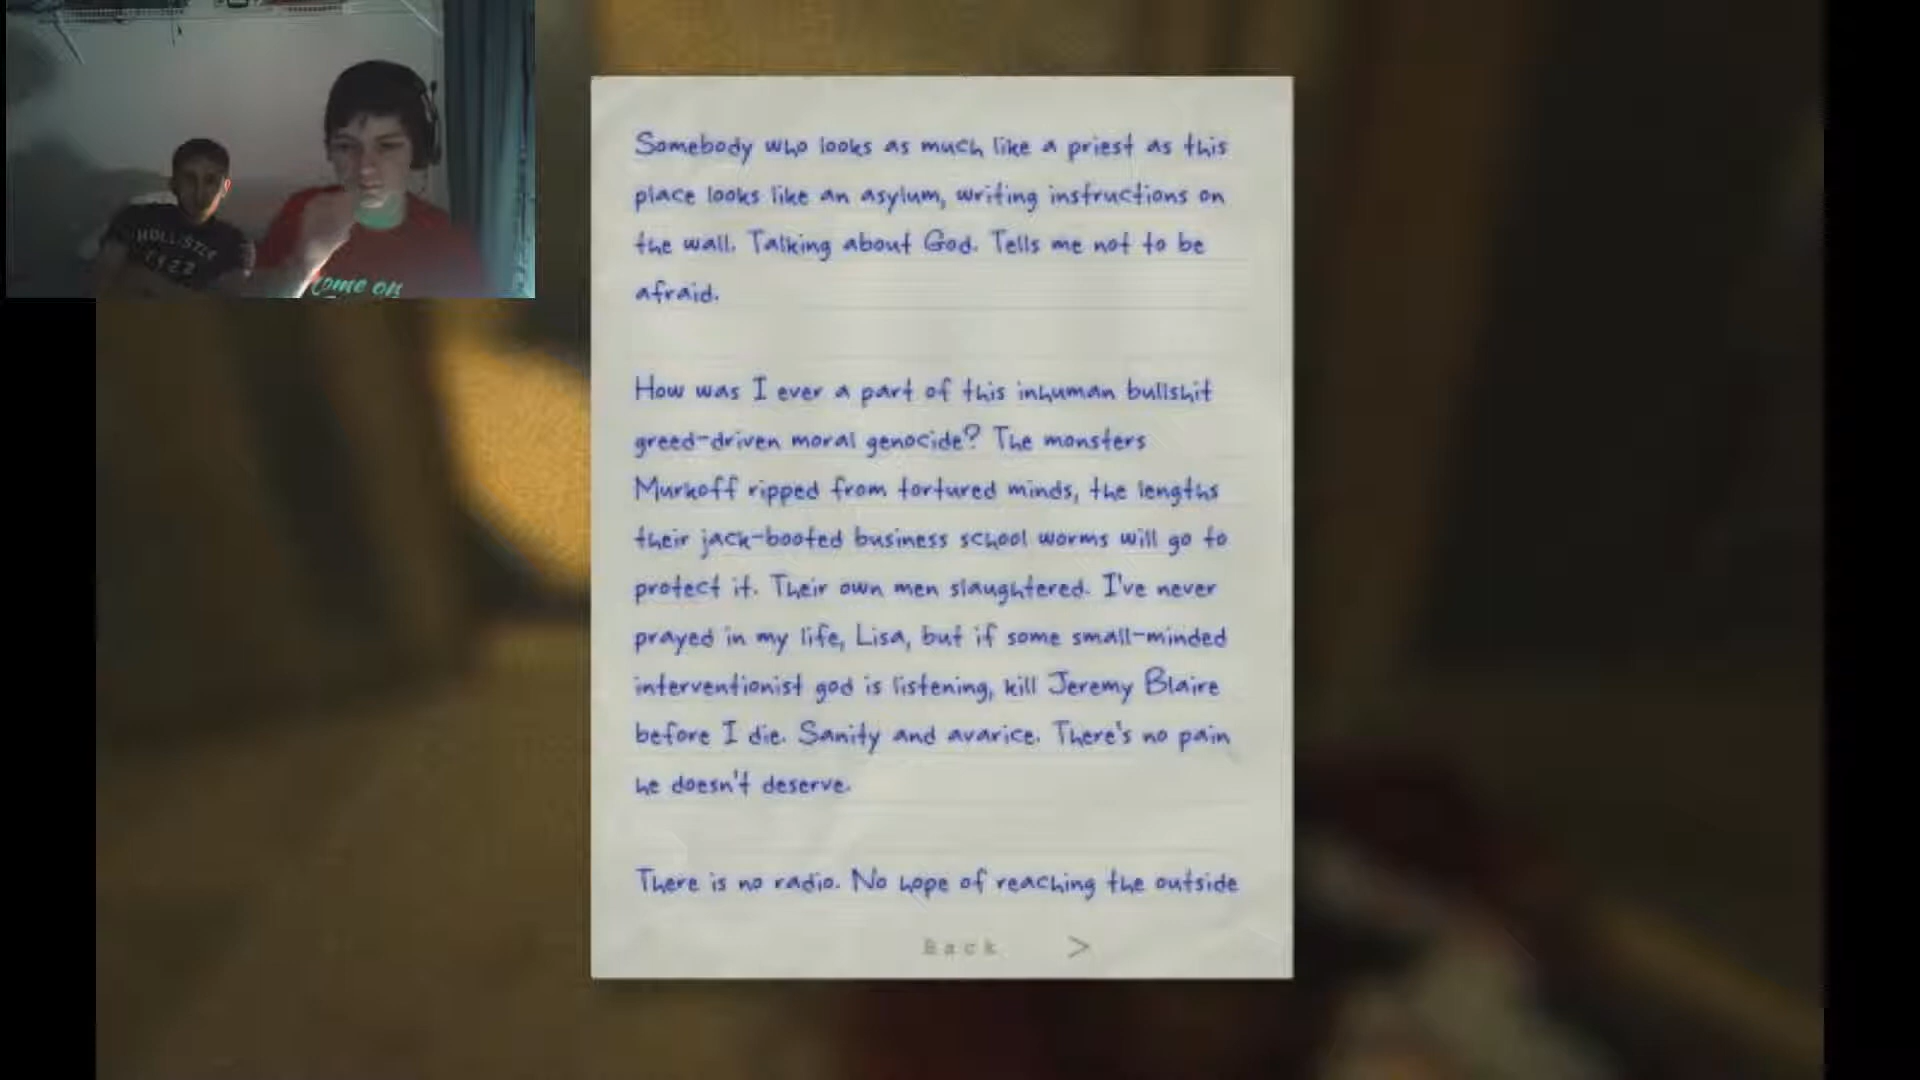 HOLLISTER
1922
come on
Somebody who looks as much like a priest as this
place looks like an asylum, writing instructions on
the wall. Talking about God. Tells me not to be
afraid.
How was I ever a part of this inhuman bullshit
greed-driven moral genocide? The monsters
Murkoff ripped from tortured minds, the lengths
their jack-booted business school worms will go to
protect it. Their own men slaughtered. I've never
prayed in my life, Lisa, but if some small-minded
interventionist god is listening, kill Jeremy Blaire
before I die. Sanity and avarice. There's no pain
he doesn't deserve.
There is no radio. No hope of reaching the outside
Back >